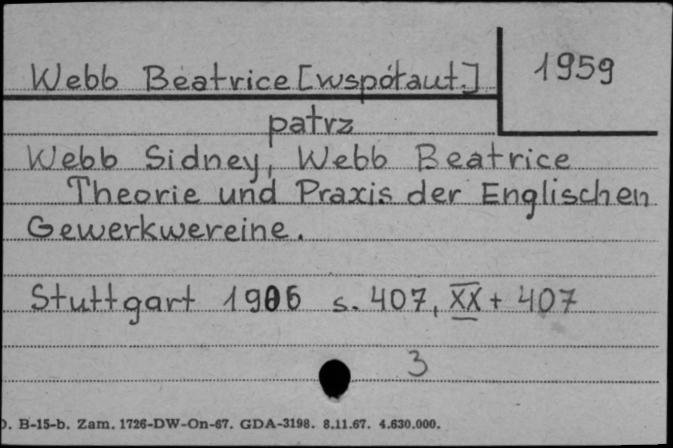 Webb Beatrice [współaut.]
1959
patrz
Webb Sidney, Webb Beatrice
Theorie und Praxis der Englischen
Gewerkwereine.
Stuttgart 1906 s. 407, XX + 407
3
. B-15-b. Zam. 1726-DW-On-67. GDA-3198. 8.11.67. 4.630.000.